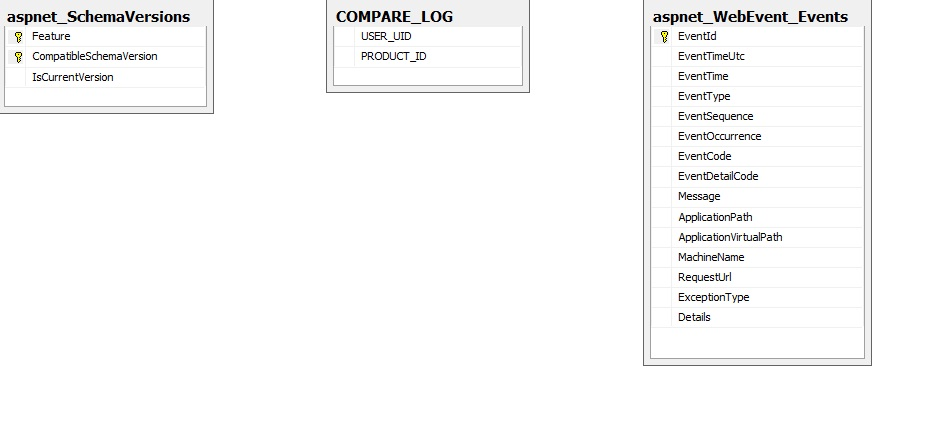 aspnet_SchemaVersions
Feature
CompatibleSchemaVersion
IsCurrentVersion
COMPARE_LOG
USER_UID
PRODUCT_ID
aspnet_WebEvent_Events
EventId
EventTimeUtc
EventTime
EventType
EventSequence
EventOccurrence
EventCode
EventDetailCode
Message
ApplicationPath
ApplicationVirtualPath
MachineName
RequestUrl
ExceptionType
Details